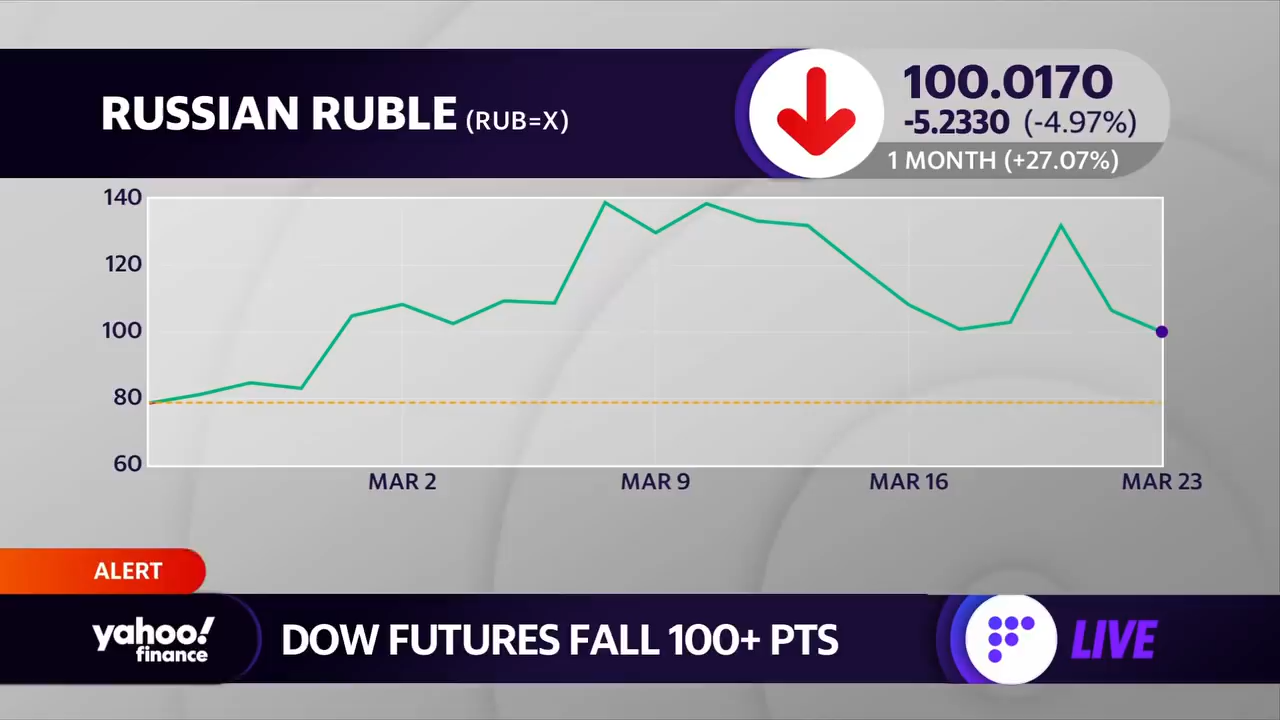 RUSSIAN RUBLE (RUB=X)
100.0170
-5.2330 (-4.97%)
1 MONTH (+27.07%)
140
120
100
80
60
MAR 2 MAR 9 MAR 16 MAR 23
ALERT
yahoo!
finance
DOW FUTURES FALL 100+ PTS
LIVE